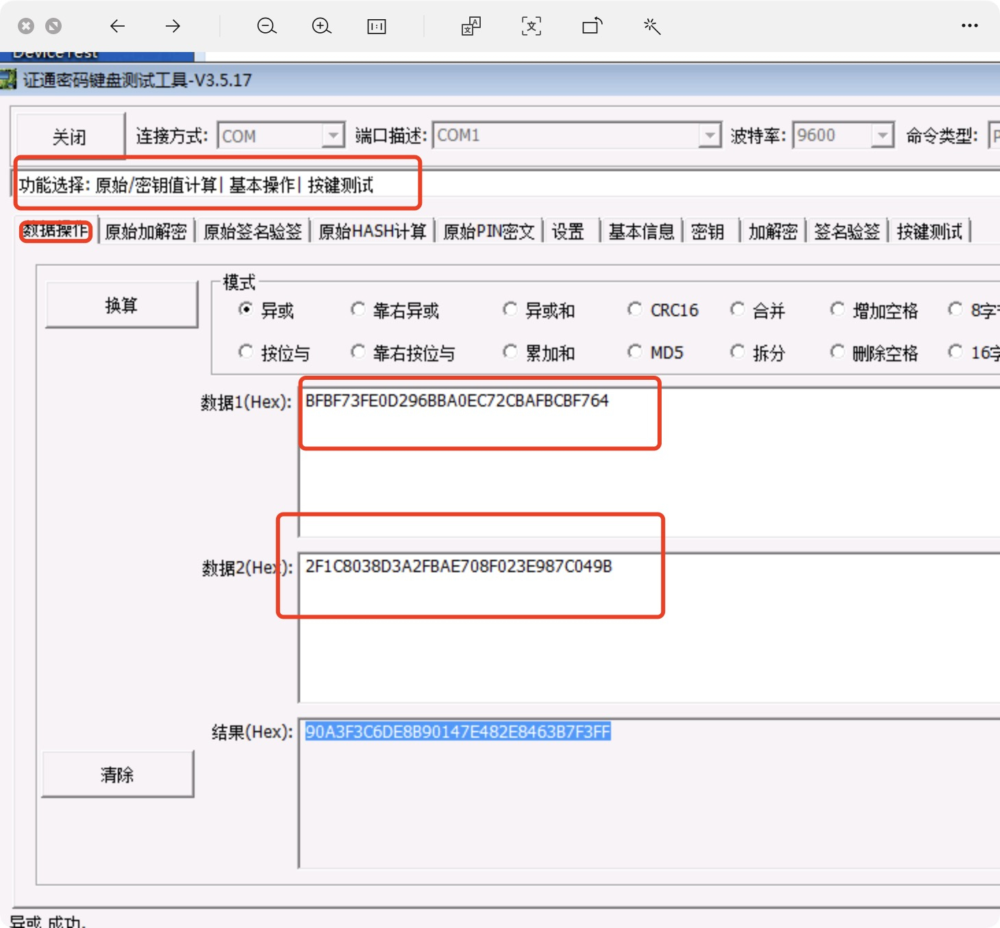 DeviceTest
证通密码键盘测试工具-V3.5.17
关闭 连接方式: COM 端口描述: COM1 波特率: 9600 命令类型: P
功能选择: 原始/密钥值计算| 基本操作| 按键测试
数据操作 原始加解密 原始签名验签 原始HASH计算 原始PIN密文 设置 基本信息 密钥 加解密 签名验签 按键测试
模式
换算
异或 靠右异或 异或和 CRC16 合并 增加空格 8字
按位与 靠右按位与 累加和 MD5 拆分 删除空格 16字
数据1(Hex): BFBF73FE0D296BBA0EC72CBAFBCBF764
数据2(Hex): 2F1C8038D3A2FBAE708F023E987C049B
结果(Hex): 90A3F3C6DE8B90147E482E8463B7F3FF
清除
异或 成功.